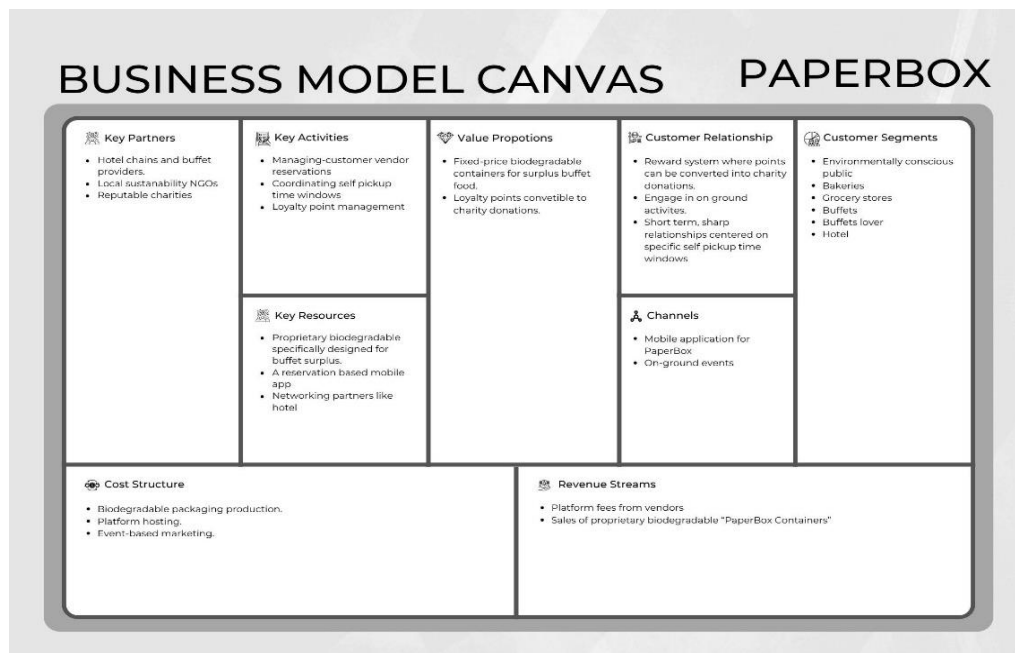 BUSINESS MODEL CANVAS
PAPERBOX
Key Partners
• Hotel chains and buffet
providers.
• Local sustanability NGOs
• Reputable charities
Key Activities
• Managing-customer vendor
reservations
• Coordinating self pickup
time windows
• Loyalty point management
Key Resources
• Proprietary biodegradable
specifically designed for
buffet surplus.
• A reservation based mobile
app
• Networking partners like
hotel
Value Propotions
• Fixed-price biodegradable
containers for surplus buffet
food.
• Loyalty points convetible to
charity donations.
Customer Relationship
• Reward system where points
can be converted into charity
donations.
• Engage in on ground
activites.
• Short term, sharp
relationships centered on
specific self pickup time
windows
Channels
• Mobile application for
PaperBox
• On-ground events
Customer Segments
• Environmentally conscious
public
• Bakeries
• Grocery stores
• Buffets
• Buffets lover
• Hotel
Cost Structure
• Biodegradable packaging production.
• Platform hosting.
• Event-based marketing.
Revenue Streams
• Platform fees from vendors
• Sales of proprietary biodegradable "PaperBox Containers"